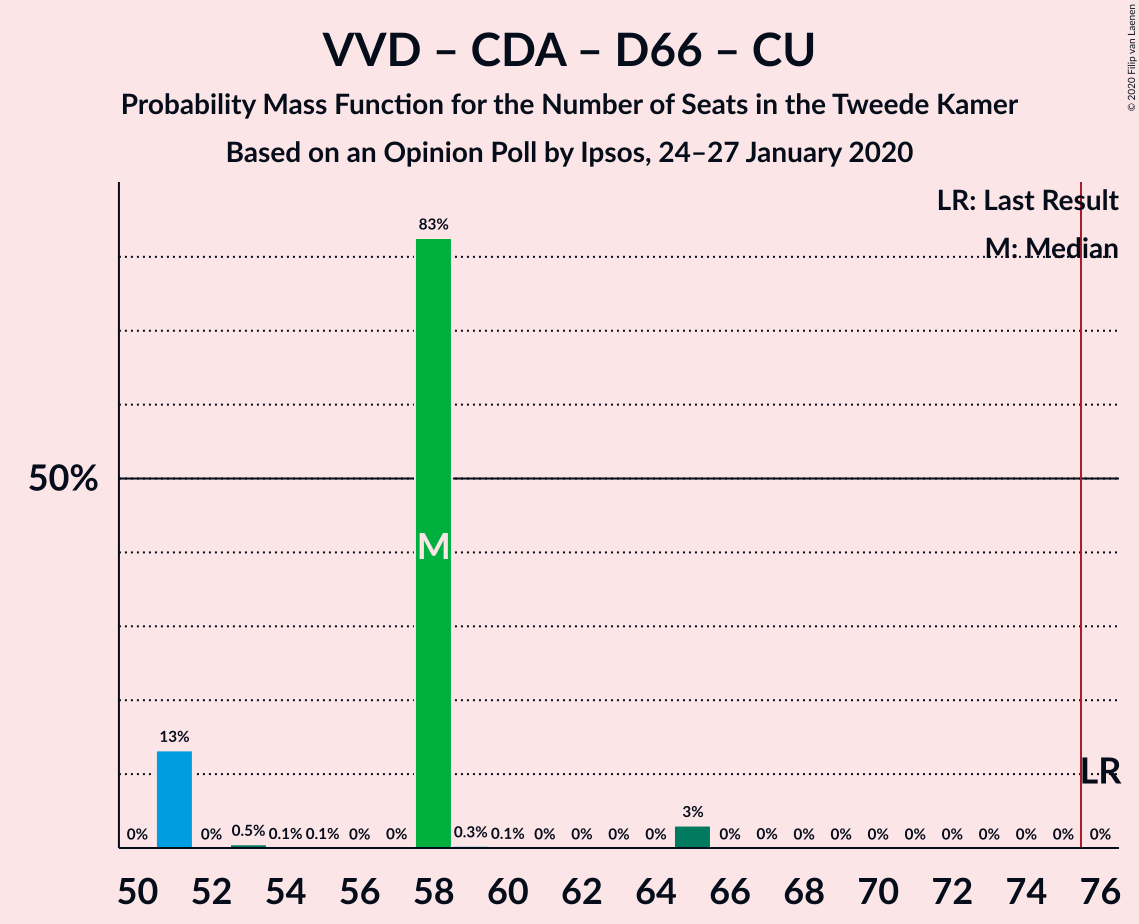 VVD – CDA – D66 – CU
Probability Mass Function for the Number of Seats in the Tweede Kamer
Based on an Opinion Poll by Ipsos, 24–27 January 2020
© 2020 Filip van Laenen
LR: Last Result
M: Median
83%
50%
M
13%
LR
3%
0% 0% 0.5% 0.1% 0.1% 0% 0% 0.3% 0.1% 0% 0% 0% 0% 0% 0% 0% 0% 0% 0% 0% 0% 0% 0% 0%
50 52 54 56 58 60 62 64 66 68 70 72 74 76